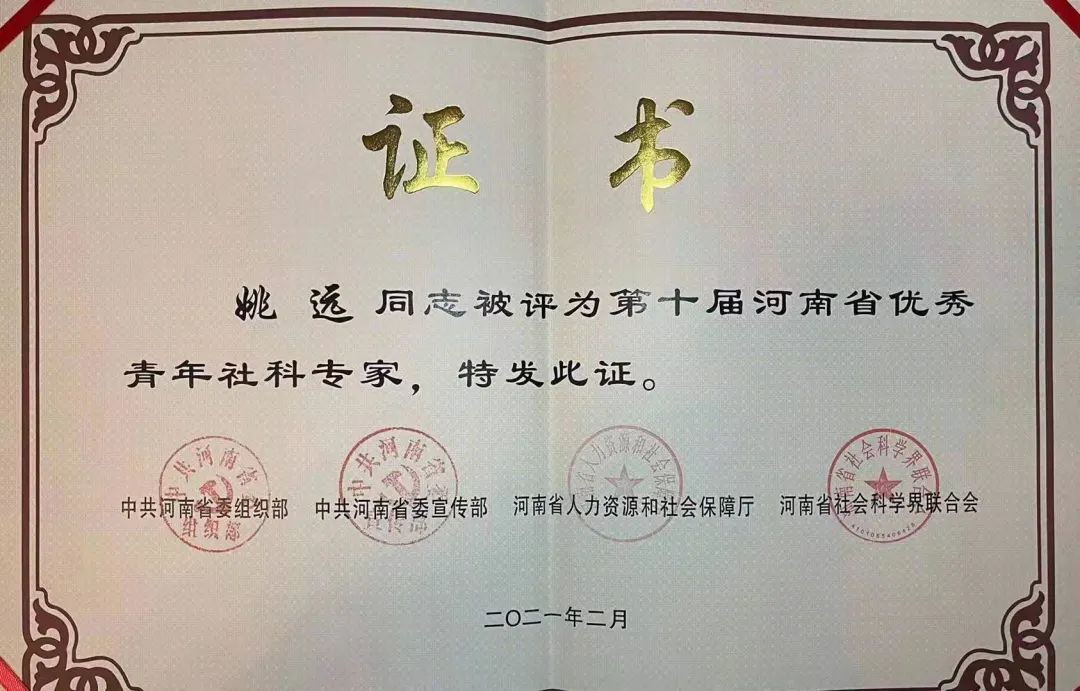 证书
姚远同志被评为第十届河南省优秀
青年社科专家，特发此证。
中共河南省委组织部 中共河南省委宣传部 河南省人力资源和社会保障厅 河南省社会科学界联合会
二〇二一年二月